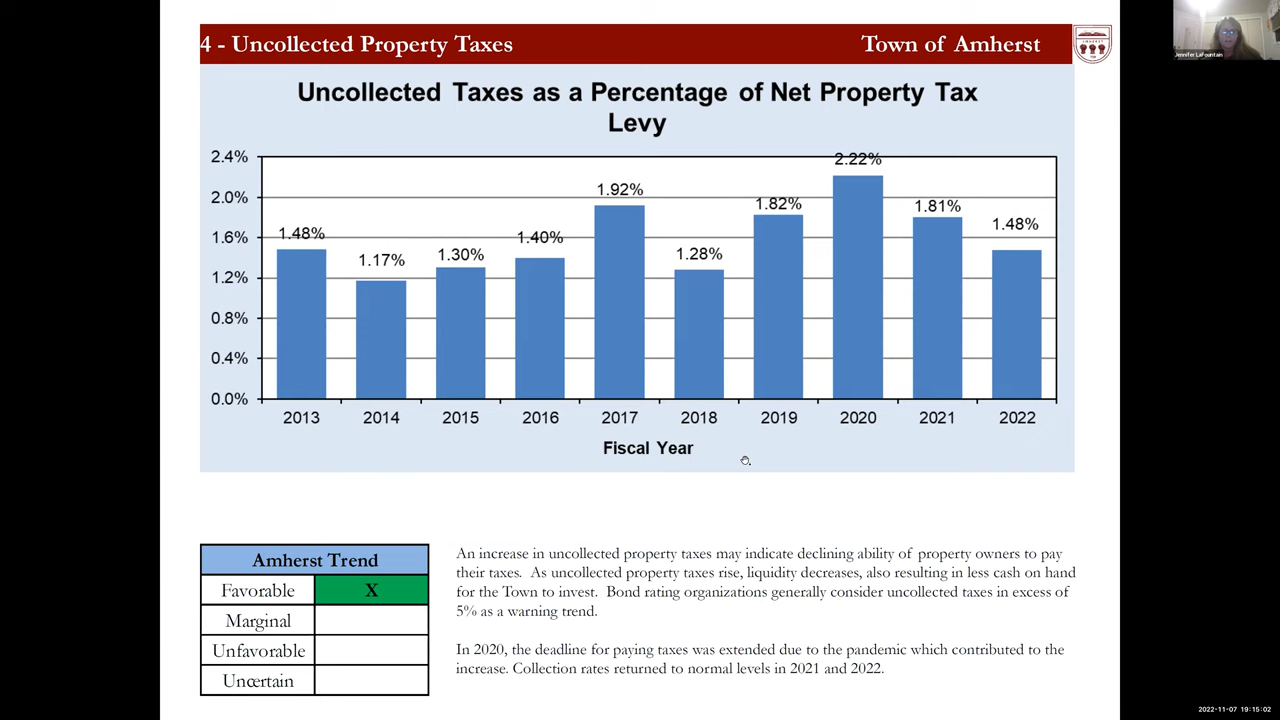 4 - Uncollected Property Taxes Town of Amherst
Jennifer LaFountain
Uncollected Taxes as a Percentage of Net Property Tax
Levy
2.4%
2.0%
1.6%
1.2%
0.8%
0.4%
0.0%
1.48%
1.17%
1.30%
1.40%
1.92%
1.28%
1.82%
2.22%
1.81%
1.48%
2013 2014 2015 2016 2017 2018 2019 2020 2021 2022
Fiscal Year
Amherst Trend
Favorable X
Marginal
Unfavorable
Uncertain
An increase in uncollected property taxes may indicate declining ability of property owners to pay
their taxes. As uncollected property taxes rise, liquidity decreases, also resulting in less cash on hand
for the Town to invest. Bond rating organizations generally consider uncollected taxes in excess of
5% as a warning trend.
In 2020, the deadline for paying taxes was extended due to the pandemic which contributed to the
increase. Collection rates returned to normal levels in 2021 and 2022.
2022-11-07 19:15:02